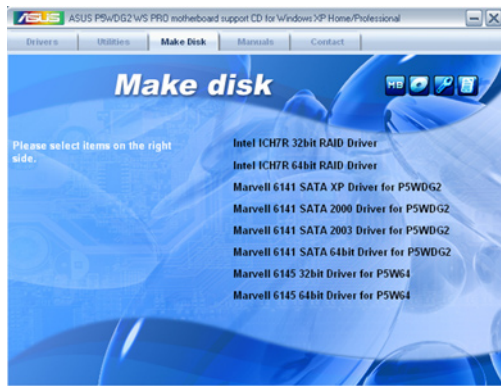 ASUS ASUS P5WDG2 WS PRO motherboard support CD for Windows XP Home/Professional
Drivers Utilities Make Disk Manuals Contact
Make disk
MB
Please select items on the right
side.
Intel ICH7R 32bit RAID Driver
Intel ICH7R 64bit RAID Driver
Marvell 6141 SATA XP Driver for P5WDG2
Marvell 6141 SATA 2000 Driver for P5WDG2
Marvell 6141 SATA 2003 Driver for P5WDG2
Marvell 6141 SATA 64bit Driver for P5WDG2
Marvell 6145 32bit Driver for P5W64
Marvell 6145 64bit Driver for P5W64